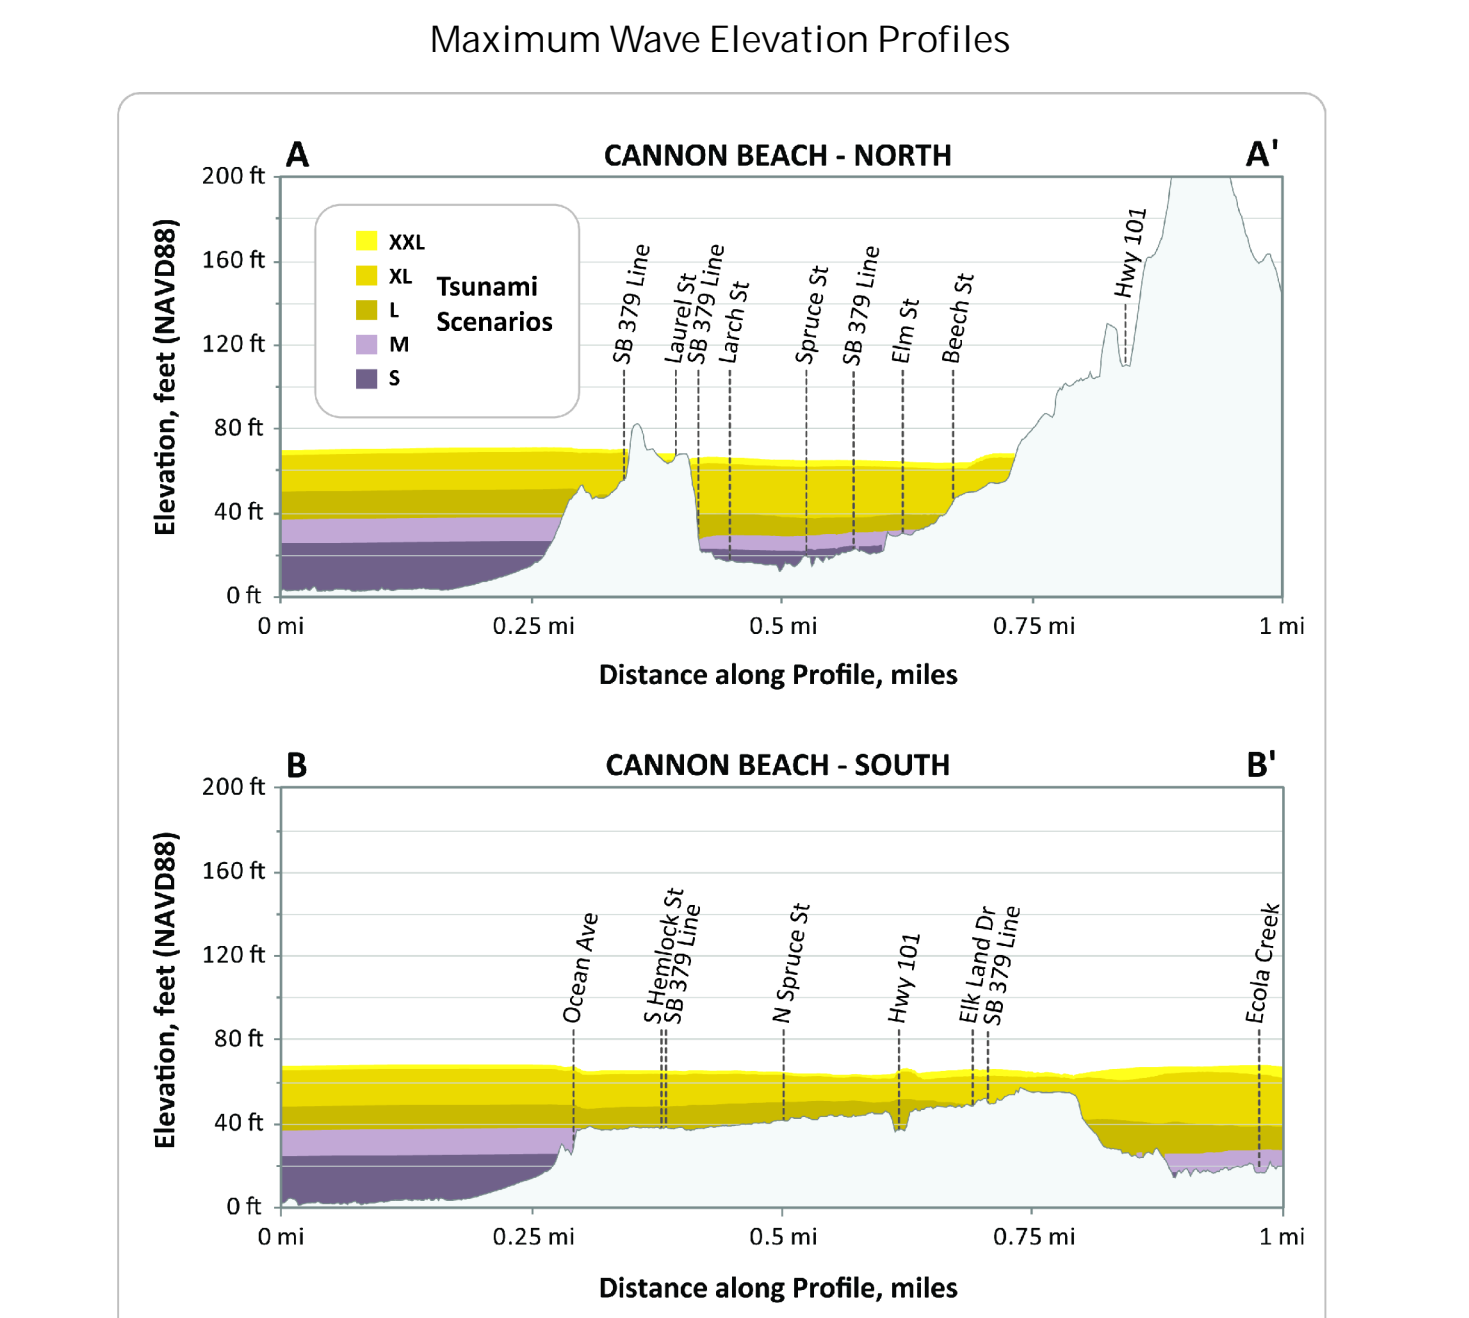 Maximum Wave Elevation Profiles
A
CANNON BEACH - NORTH
A'
200 ft
160 ft
120 ft
80 ft
40 ft
0 ft
Elevation, feet (NAVD88)
XXL
XL
L
M
S
Tsunami
Scenarios
SB 379 Line
Laurel St
SB 379 Line
Larch St
Spruce St
SB 379 Line
Elm St
Beech St
Hwy 101
0 mi
0.25 mi
0.5 mi
0.75 mi
1 mi
Distance along Profile, miles
B
CANNON BEACH - SOUTH
B'
200 ft
160 ft
120 ft
80 ft
40 ft
0 ft
Elevation, feet (NAVD88)
Ocean Ave
S Hemlock St
SB 379 Line
N Spruce St
Hwy 101
Elk Land Dr
SB 379 Line
Ecola Creek
0 mi
0.25 mi
0.5 mi
0.75 mi
1 mi
Distance along Profile, miles